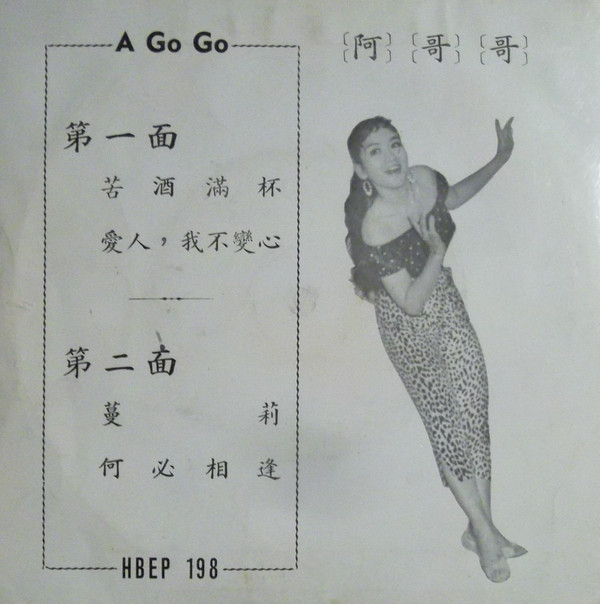 A Go Go
阿 哥 哥
第一面
苦酒滿杯
愛人，我不變心
第二面
蔓莉
何必相逢
HBEP 198